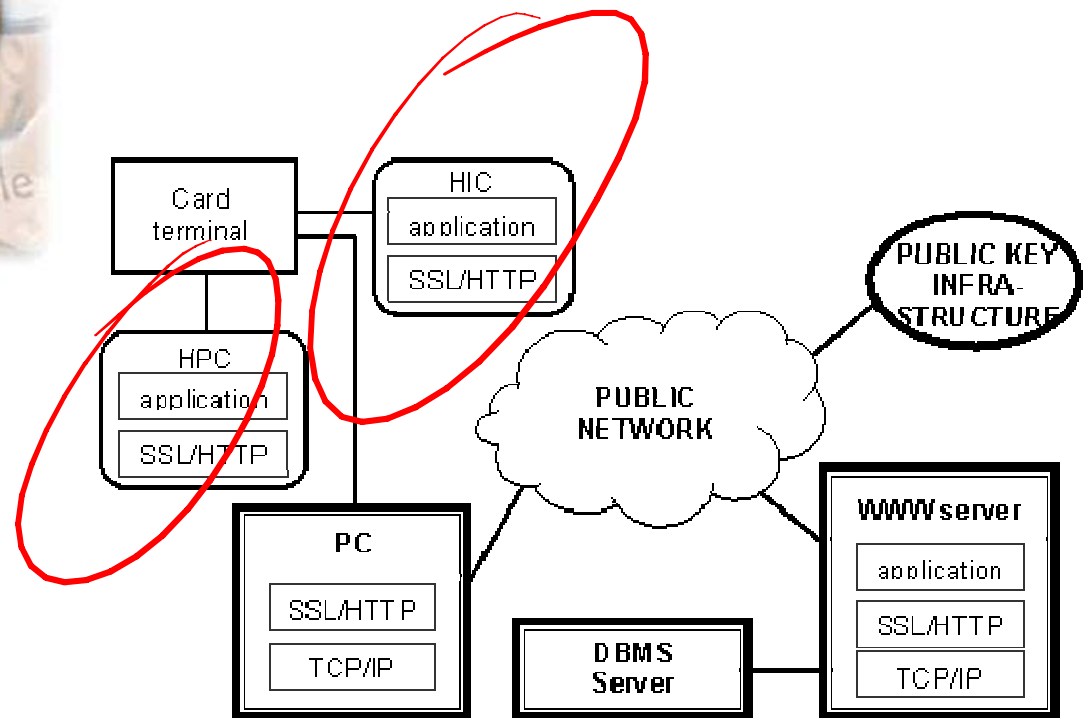 le
Card
terminal
HIC
application
SSL/HTTP
HPC
application
SSL/HTTP
PUBLIC KEY
INFRA-
STRUCTURE
PUBLIC
NETWORK
PC
SSL/HTTP
TCP/IP
DBMS
Server
WWW server
application
SSL/HTTP
TCP/IP